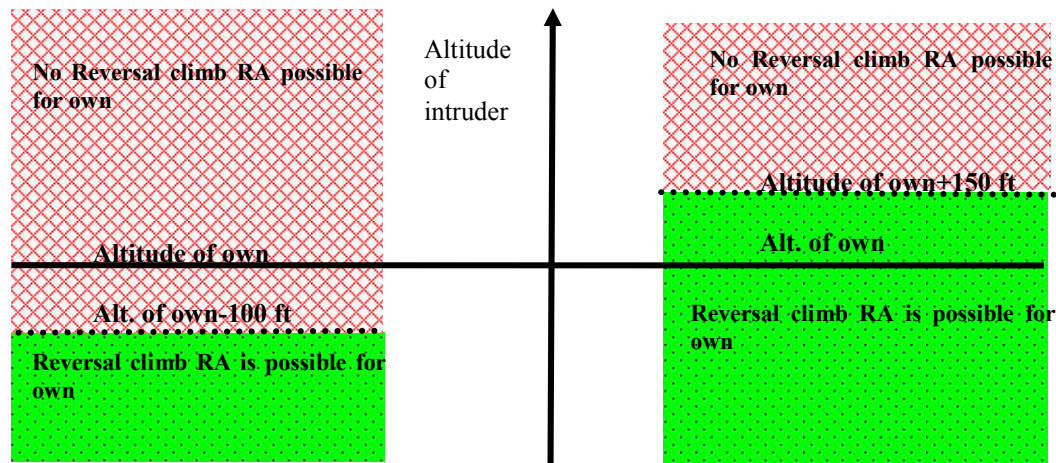 No Reversal climb RA possible
for own
Altitude of own
Alt. of own-100 ft
Reversal climb RA is possible for
own
Altitude
of
intruder
No Reversal climb RA possible
for own
Altitude of own+150 ft
Alt. of own
Reversal climb RA is possible for
own